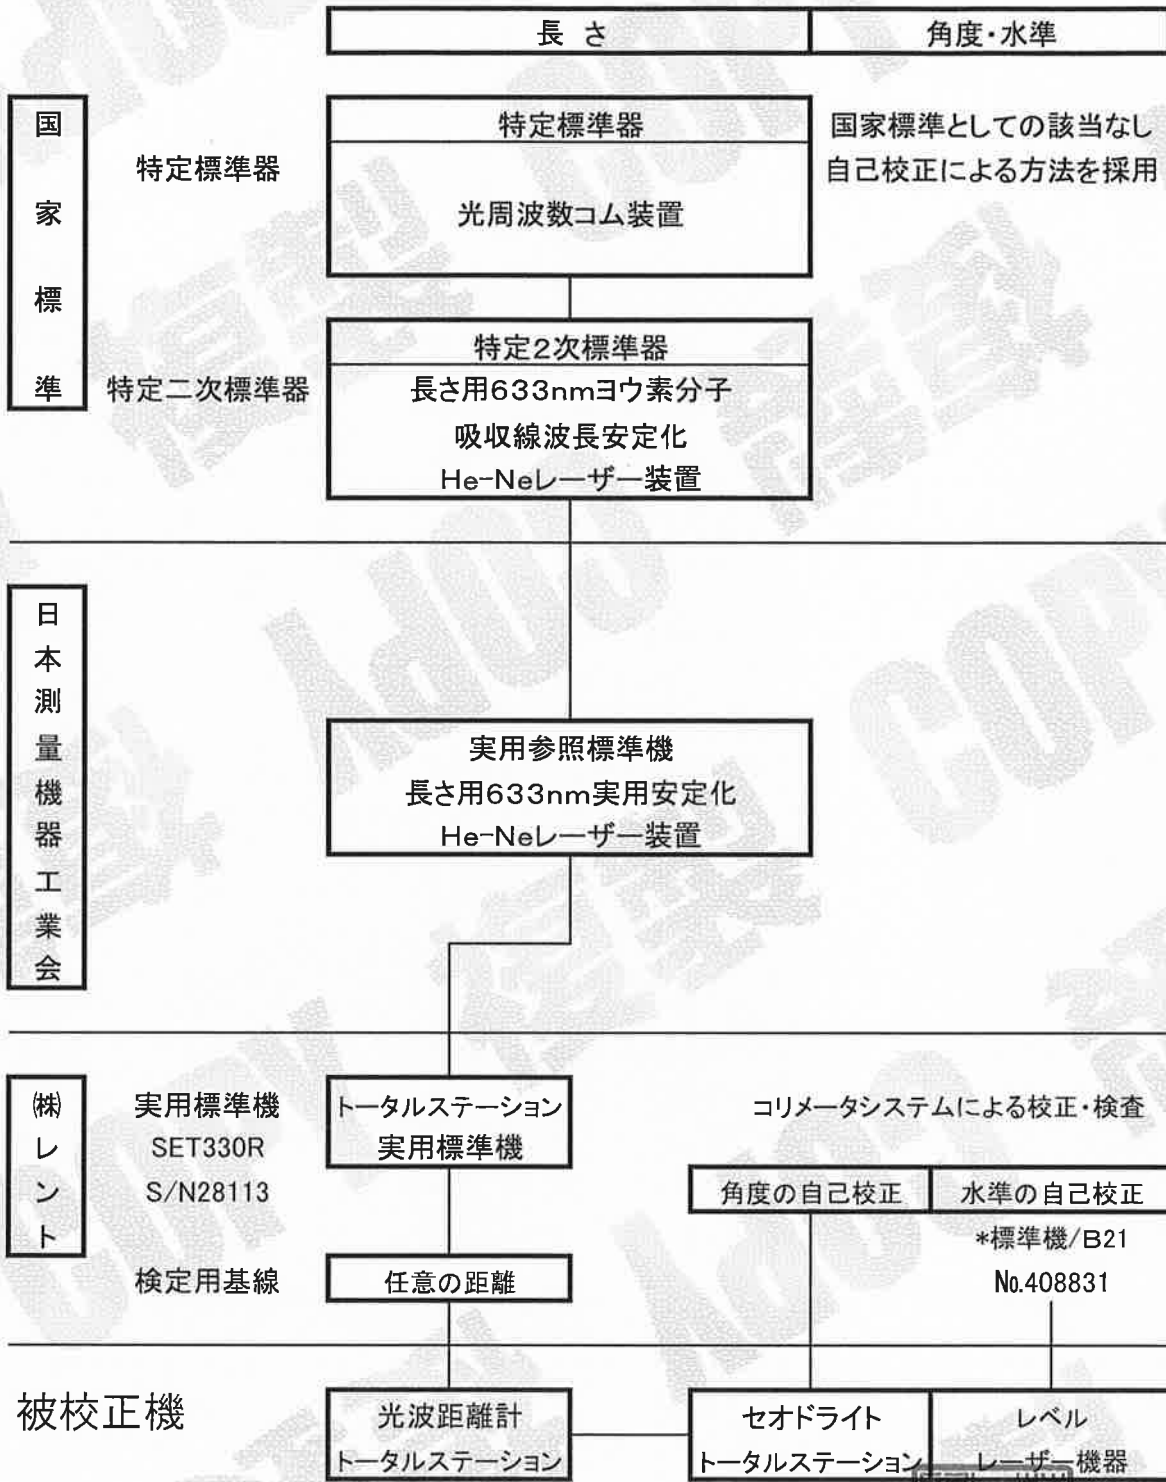 長 さ
角度・水準
国家標準
特定標準器
特定標準器
光周波数コム装置
国家標準としての該当なし
自己校正による方法を採用
特定二次標準器
特定2次標準器
長さ用633nmヨウ素分子
吸収線波長安定化
He-Neレーザー装置
日本測量機器工業会
実用参照標準機
長さ用633nm実用安定化
He-Neレーザー装置
㈱レント
実用標準機
SET330R
S/N28113
トータルステーション
実用標準機
コリメータシステムによる校正・検査
角度の自己校正
水準の自己校正
*標準機/B21
№408831
検定用基線
任意の距離
被校正機
光波距離計
トータルステーション
セオドライト
トータルステーション
レベル
レーザー機器
複製
COPY